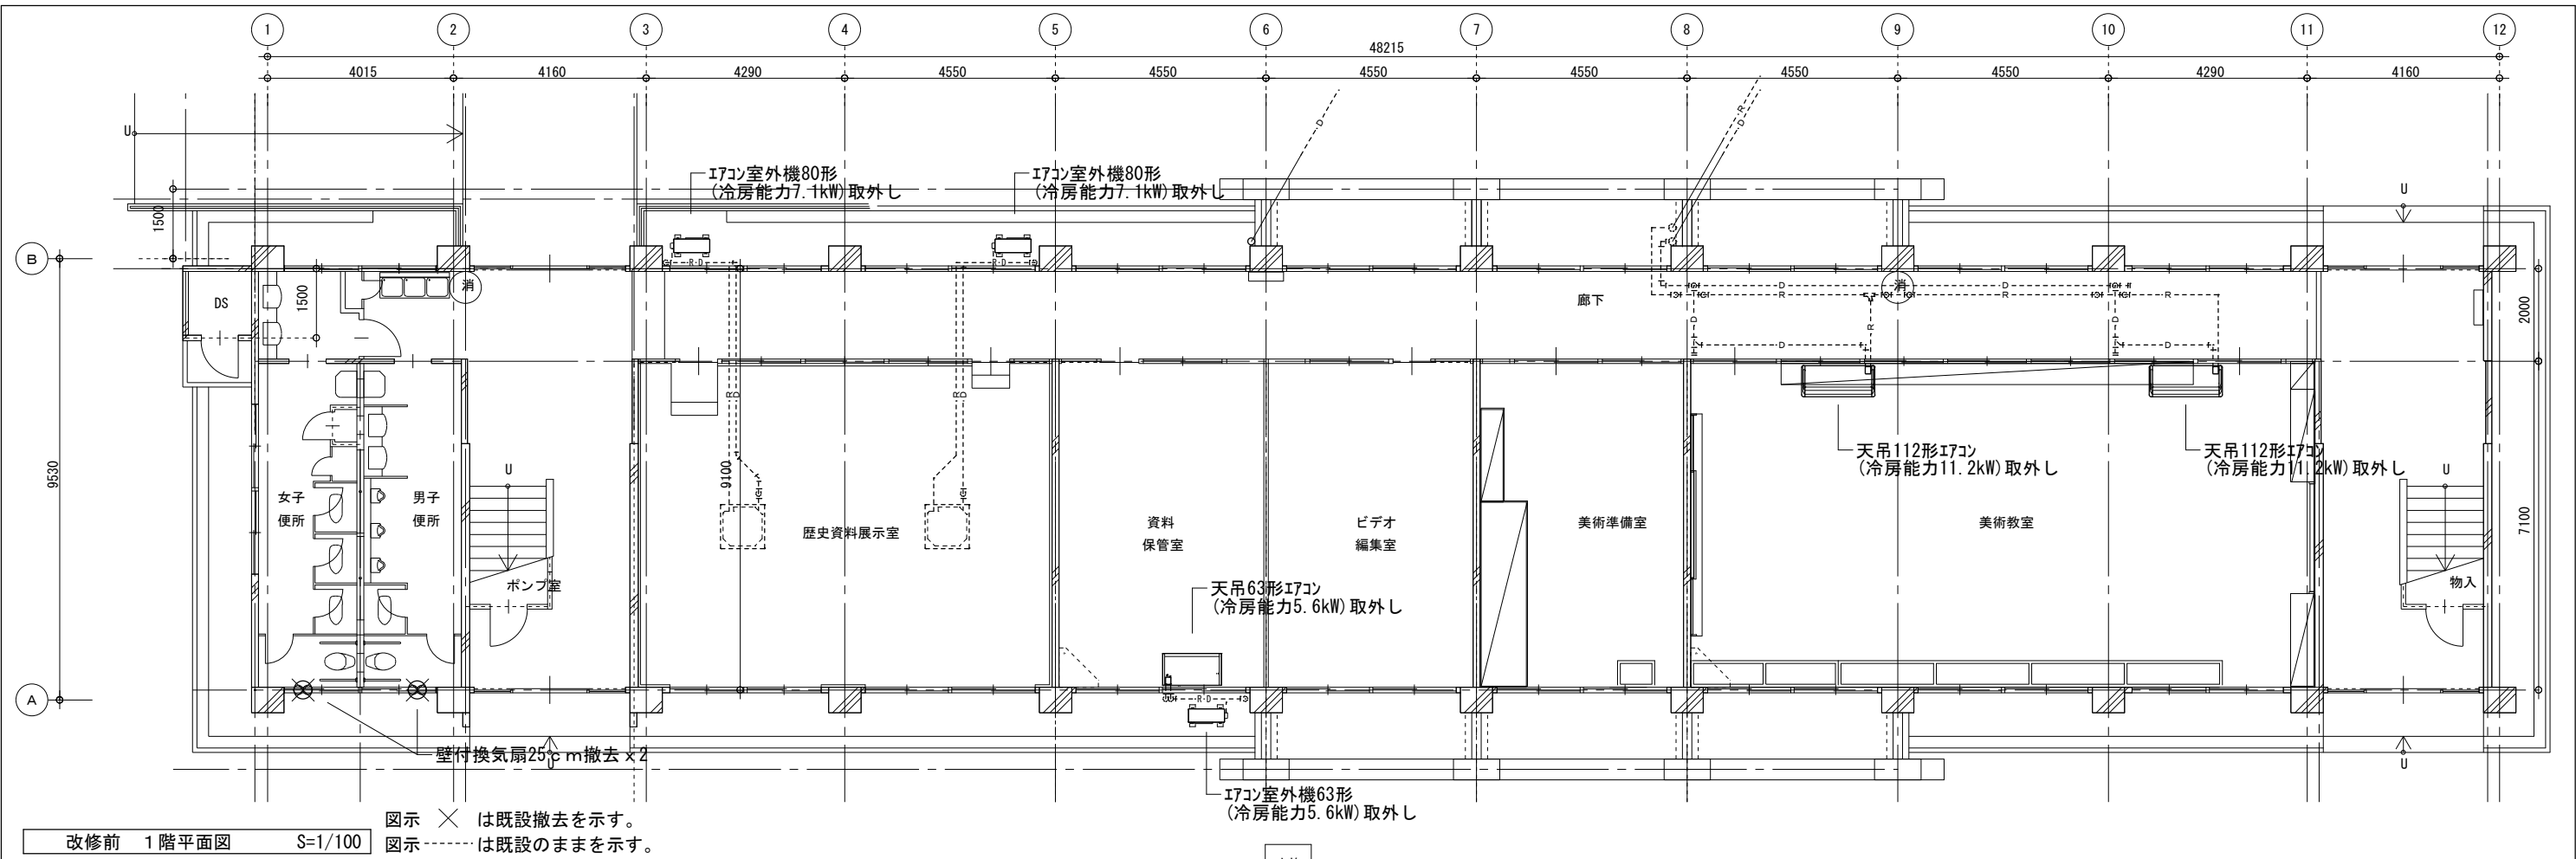 1 2 3 4 5 6 7 8 9 10 11 12
48215
4015 4160 4290 4550 4550 4550 4550 4550 4550 4290 4160
U
エアコン室外機80形
(冷房能力7.1kW)取外し
エアコン室外機80形
(冷房能力7.1kW)取外し
D
R
D
U
1500
B
R D
R D
DS
1500
消
廊下
消
D
R
D
R
R
2000
D
R
D
D
D
R
D
R
D
9530
9100
U
女子
便所
男子
便所
ポンプ室
歴史資料展示室
資料
保管室
ビデオ
編集室
美術準備室
美術教室
天吊112形エアコン
(冷房能力11.2kW)取外し
天吊112形エアコン
(冷房能力11.2kW)取外し
U
7100
物入
天吊63形エアコン
(冷房能力5.6kW)取外し
R D
A
壁付換気扇25cm撤去x2
U
U
エアコン室外機63形
(冷房能力5.6kW)取外し
改修前 1階平面図 S=1/100
図示 は既設撤去を示す。
図示 は既設のままを示す。